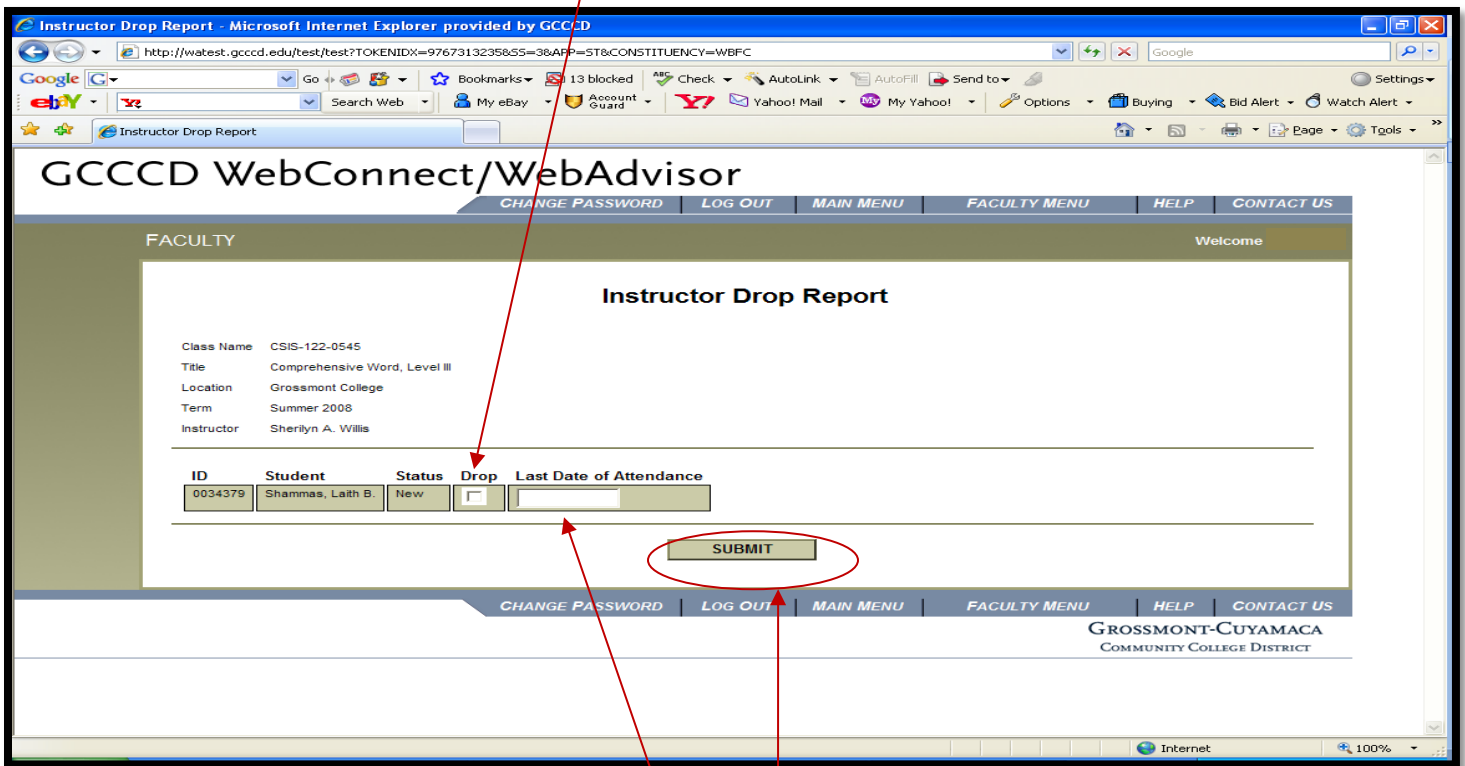 Instructor Drop Report - Microsoft Internet Explorer provided by GCCCD
http://watest.gcccd.edu/test/test?TOKENIDX=9767313235&SS=3&APP=ST&CONSTITUENCY=WBFC Google
Google G Go Bookmarks 13 blocked ABC Check AutoLink AutoFill Send to Settings
ebY Y? Search Web My eBay Account Guard Y7 Yahoo! Mail My My Yahoo! Options Buying Bid Alert Watch Alert
Instructor Drop Report Page Tools »
GCCCD WebConnect/WebAdvisor
CHANGE PASSWORD LOG OUT MAIN MENU FACULTY MENU HELP CONTACT US
FACULTY Welcome
Instructor Drop Report
Class Name CSIS-122-0545
Title Comprehensive Word, Level III
Location Grossmont College
Term Summer 2008
Instructor Sherilyn A. Willis
ID Student Status Drop Last Date of Attendance
0034379 Shammas, Laith B. New
SUBMIT
CHANGE PASSWORD LOG OUT MAIN MENU FACULTY MENU HELP CONTACT US
GROSSMONT-CUYAMACA
COMMUNITY COLLEGE DISTRICT
Internet 100%